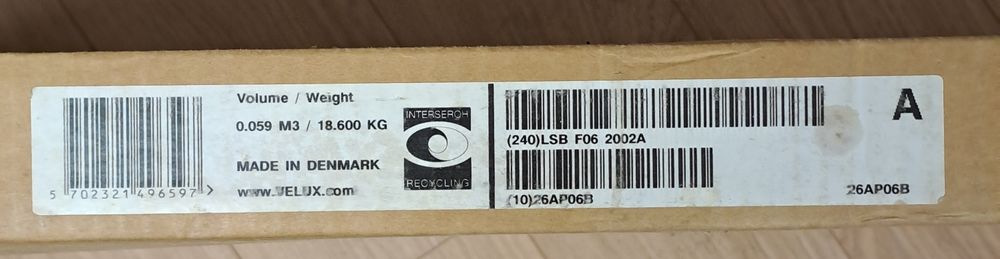 5 702321 496597 >
Volume / Weight
0.059 M3 / 18.600 KG
MADE IN DENMARK
www.VELUX.com
INTERSEROH
RECYCLING
(240)LSB F06 2002A
(10)26AP06B
A
26AP06B